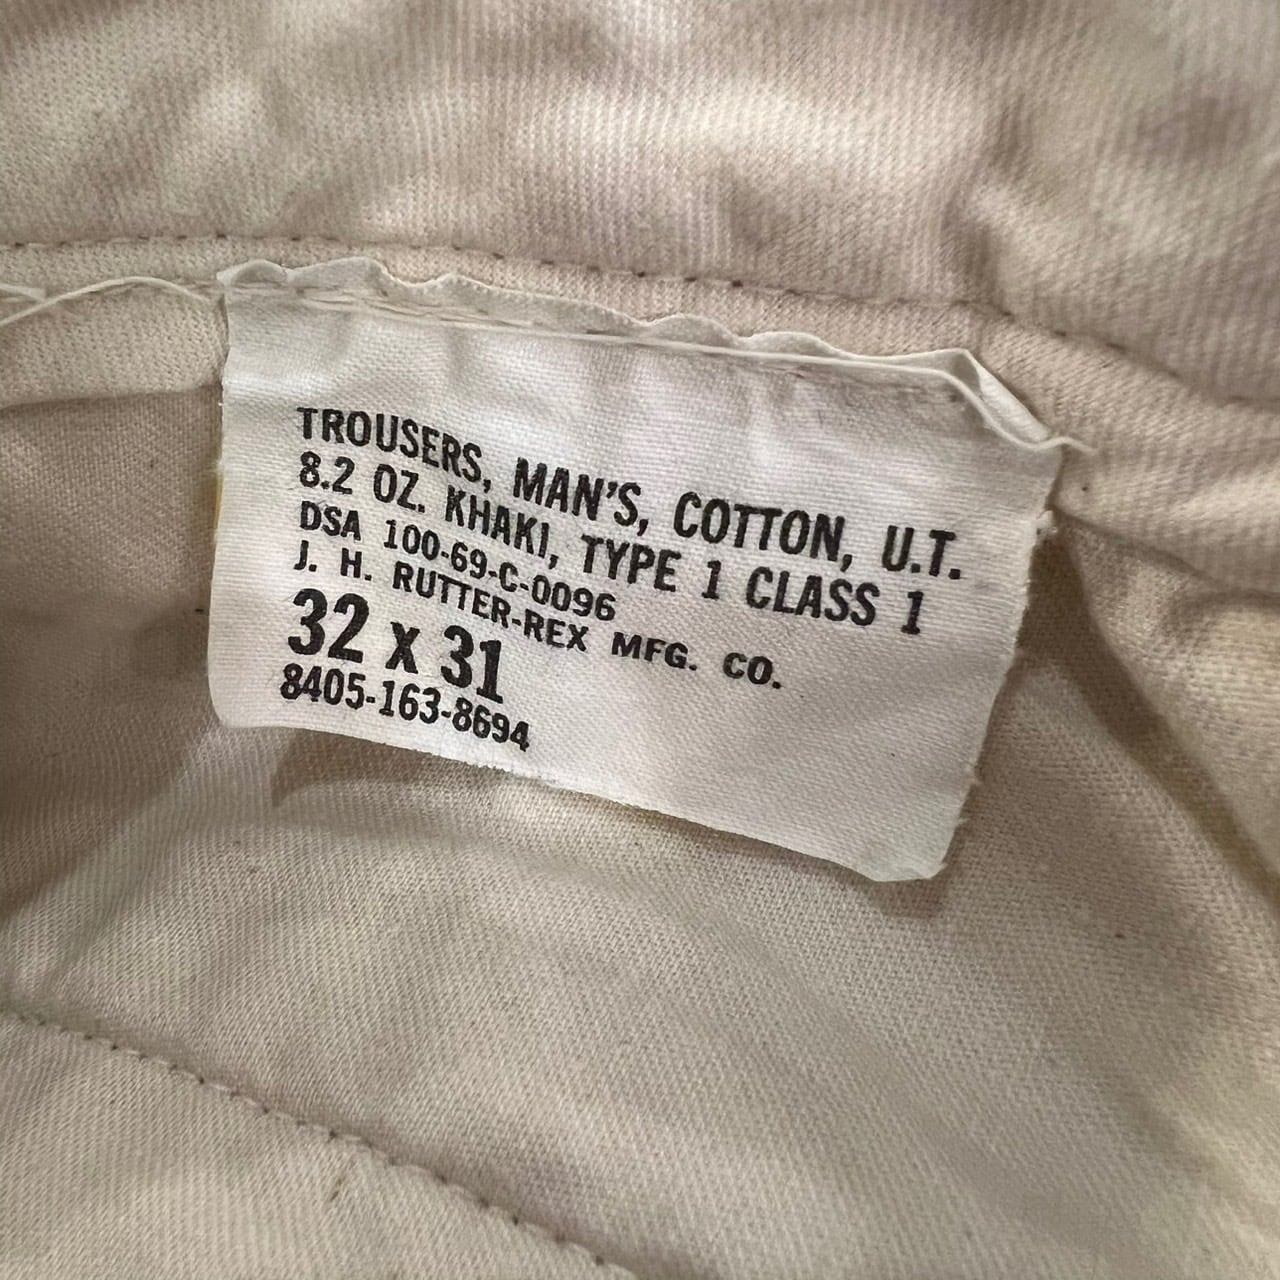 TROUSERS, MAN'S, COTTON, U.T.
8.2 OZ. KHAKI, TYPE 1 CLASS 1
DSA 100-69-C-0096
J. H. RUTTER-REX MFG. CO.
32 X 31
8405-163-8694